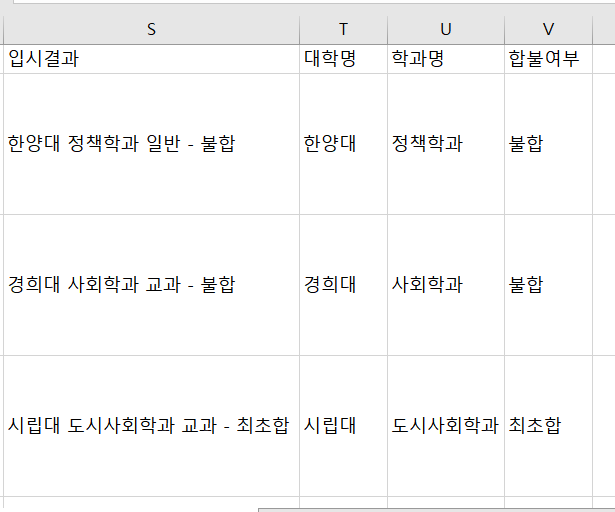 S T U V
입시결과 대학명 학과명 합불여부
한양대 정책학과 일반 - 불합 한양대 정책학과 불합
경희대 사회학과 교과 - 불합 경희대 사회학과 불합
시립대 도시사회학과 교과 - 최초합 시립대 도시사회학과 최초합